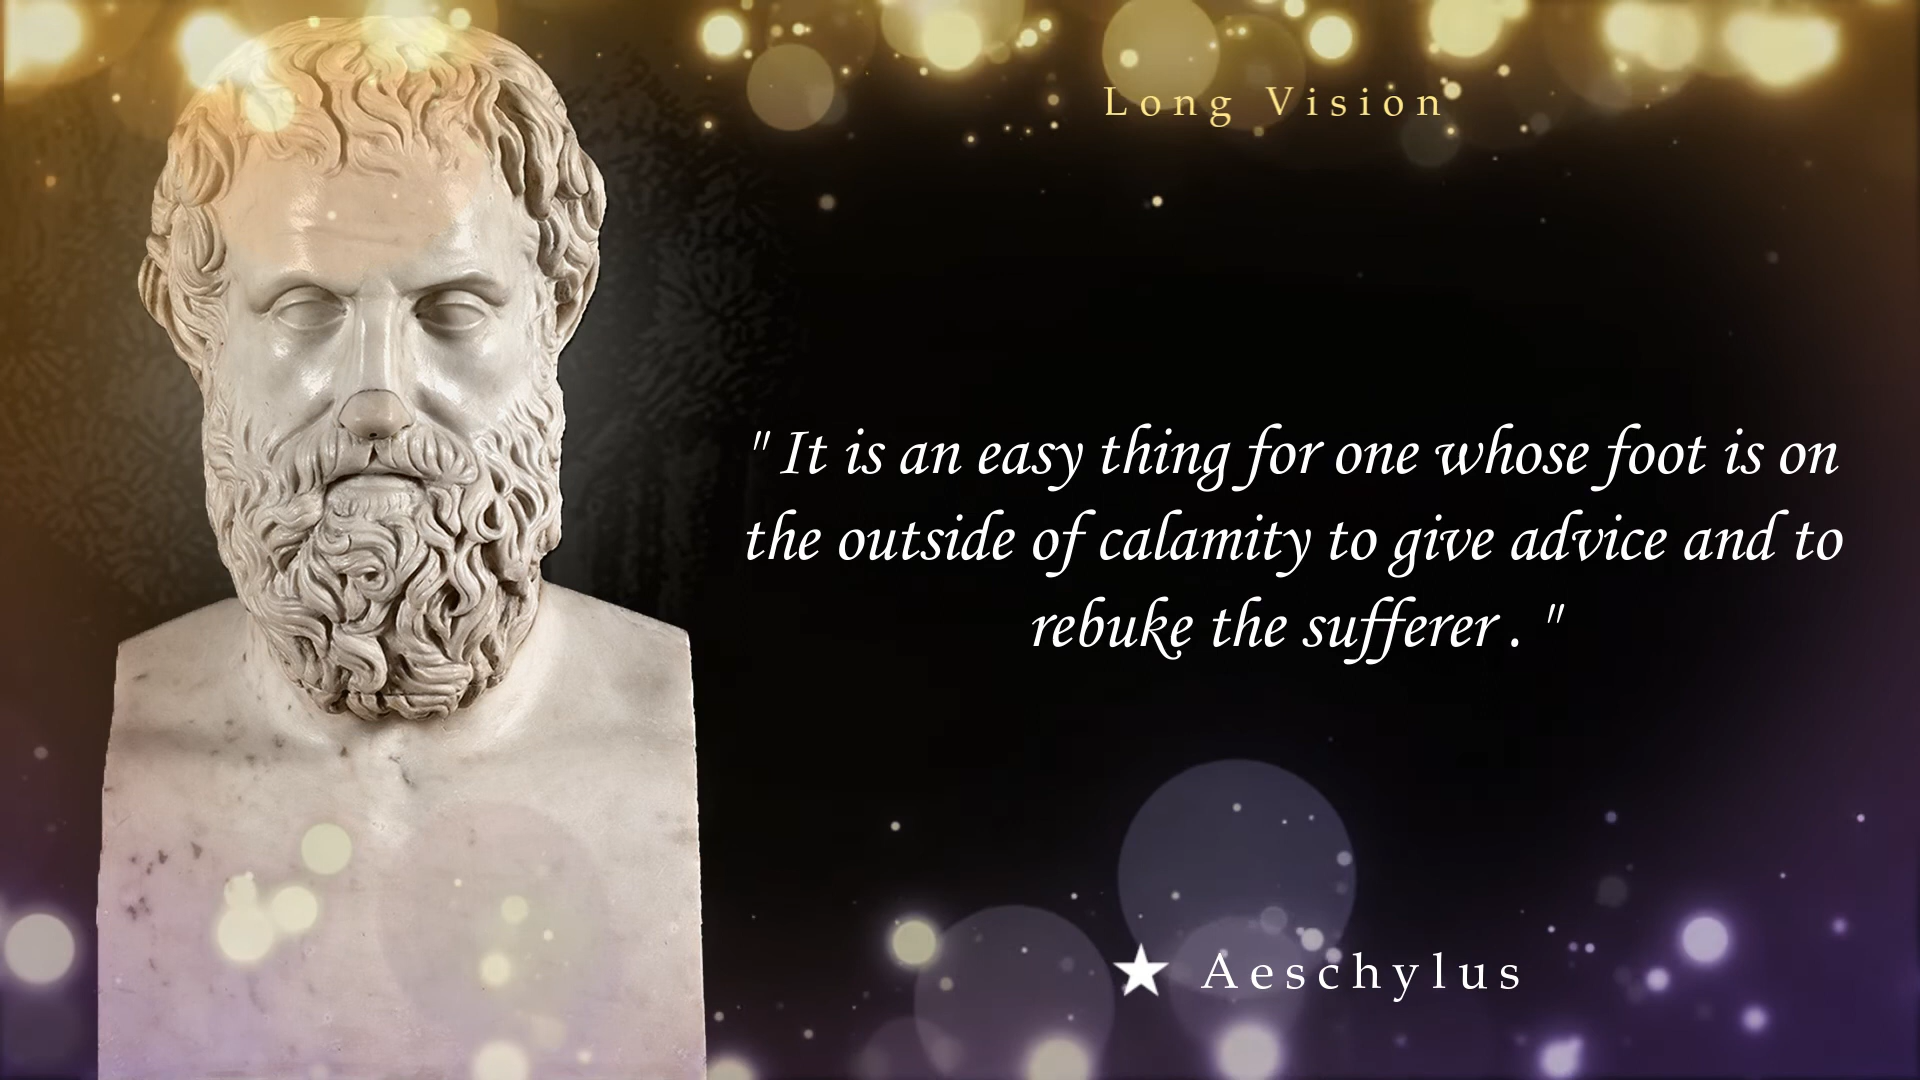 Long Vision
" It is an easy thing for one whose foot is on
the outside of calamity to give advice and to
rebuke the sufferer . "
★ Aeschylus